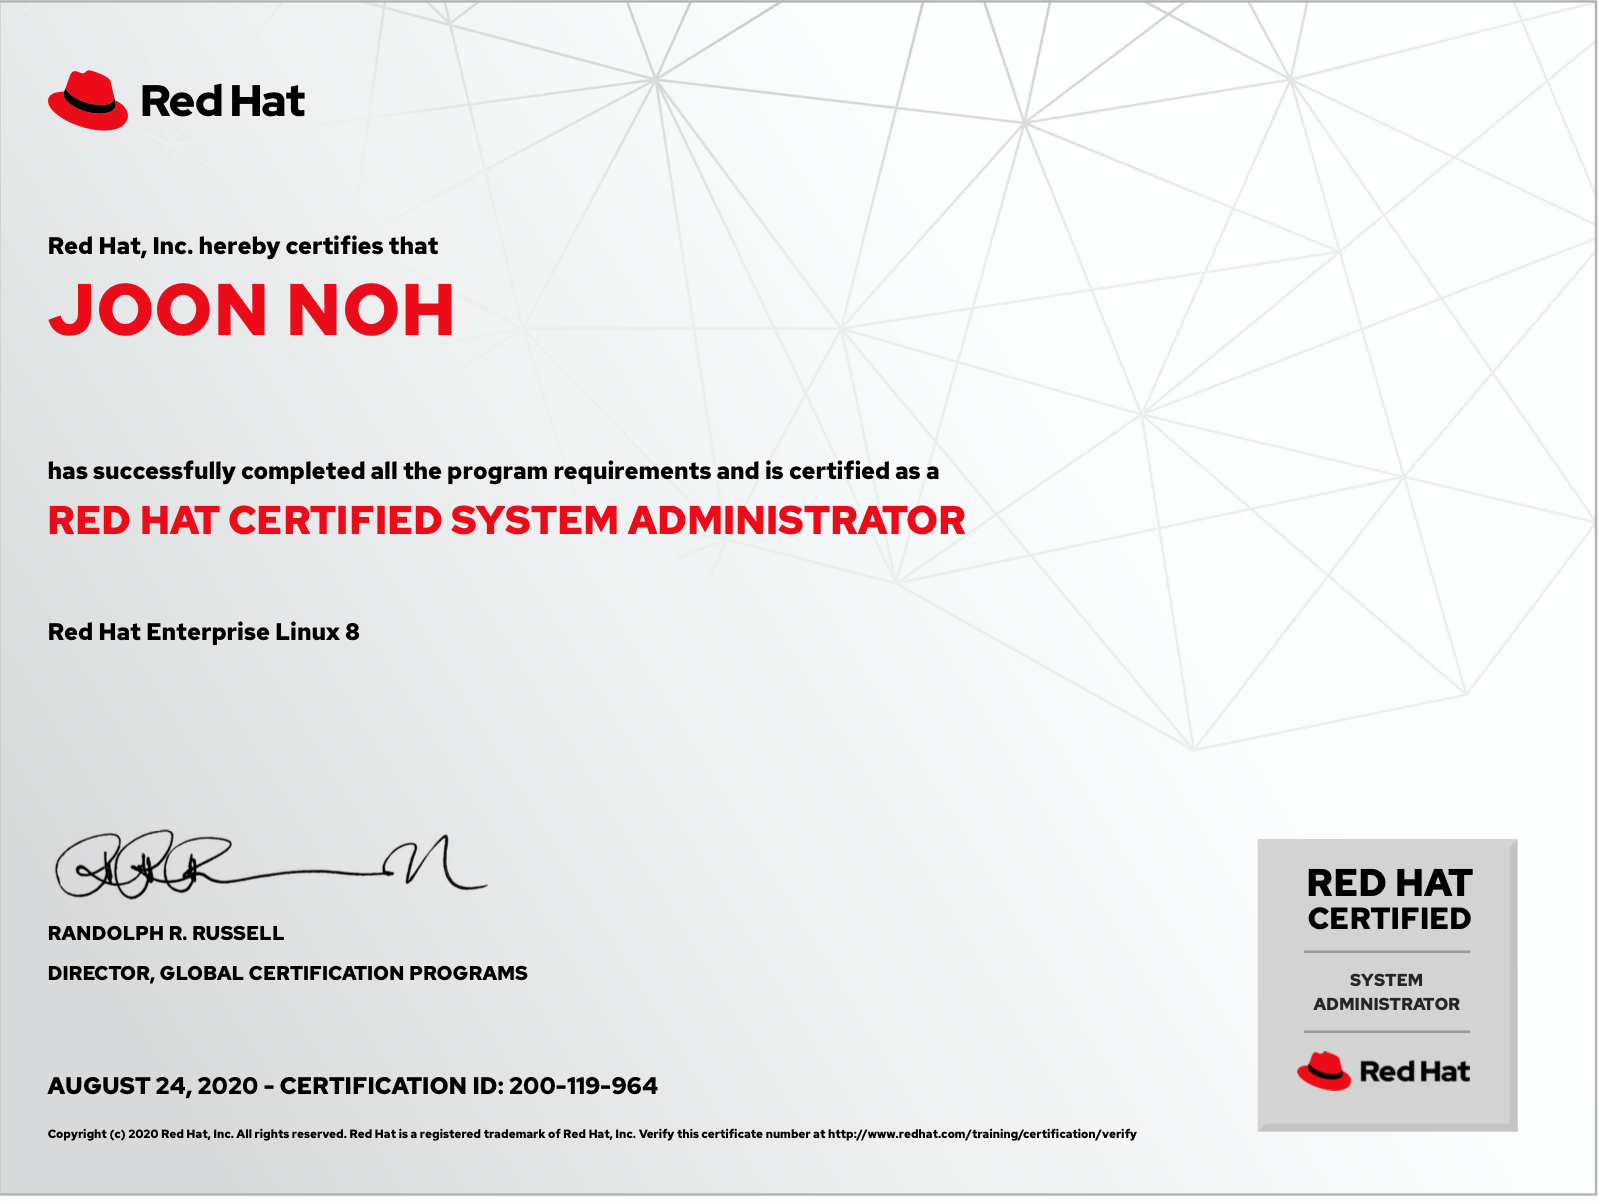 Red Hat
Red Hat, Inc. hereby certifies that
JOON NOH
has successfully completed all the program requirements and is certified as a
RED HAT CERTIFIED SYSTEM ADMINISTRATOR
Red Hat Enterprise Linux 8
RANDOLPH R. RUSSELL
DIRECTOR, GLOBAL CERTIFICATION PROGRAMS
AUGUST 24, 2020 - CERTIFICATION ID: 200-119-964
Copyright (c) 2020 Red Hat, Inc. All rights reserved. Red Hat is a registered trademark of Red Hat, Inc. Verify this certificate number at http://www.redhat.com/training/certification/verify
RED HAT
CERTIFIED
SYSTEM
ADMINISTRATOR
Red Hat